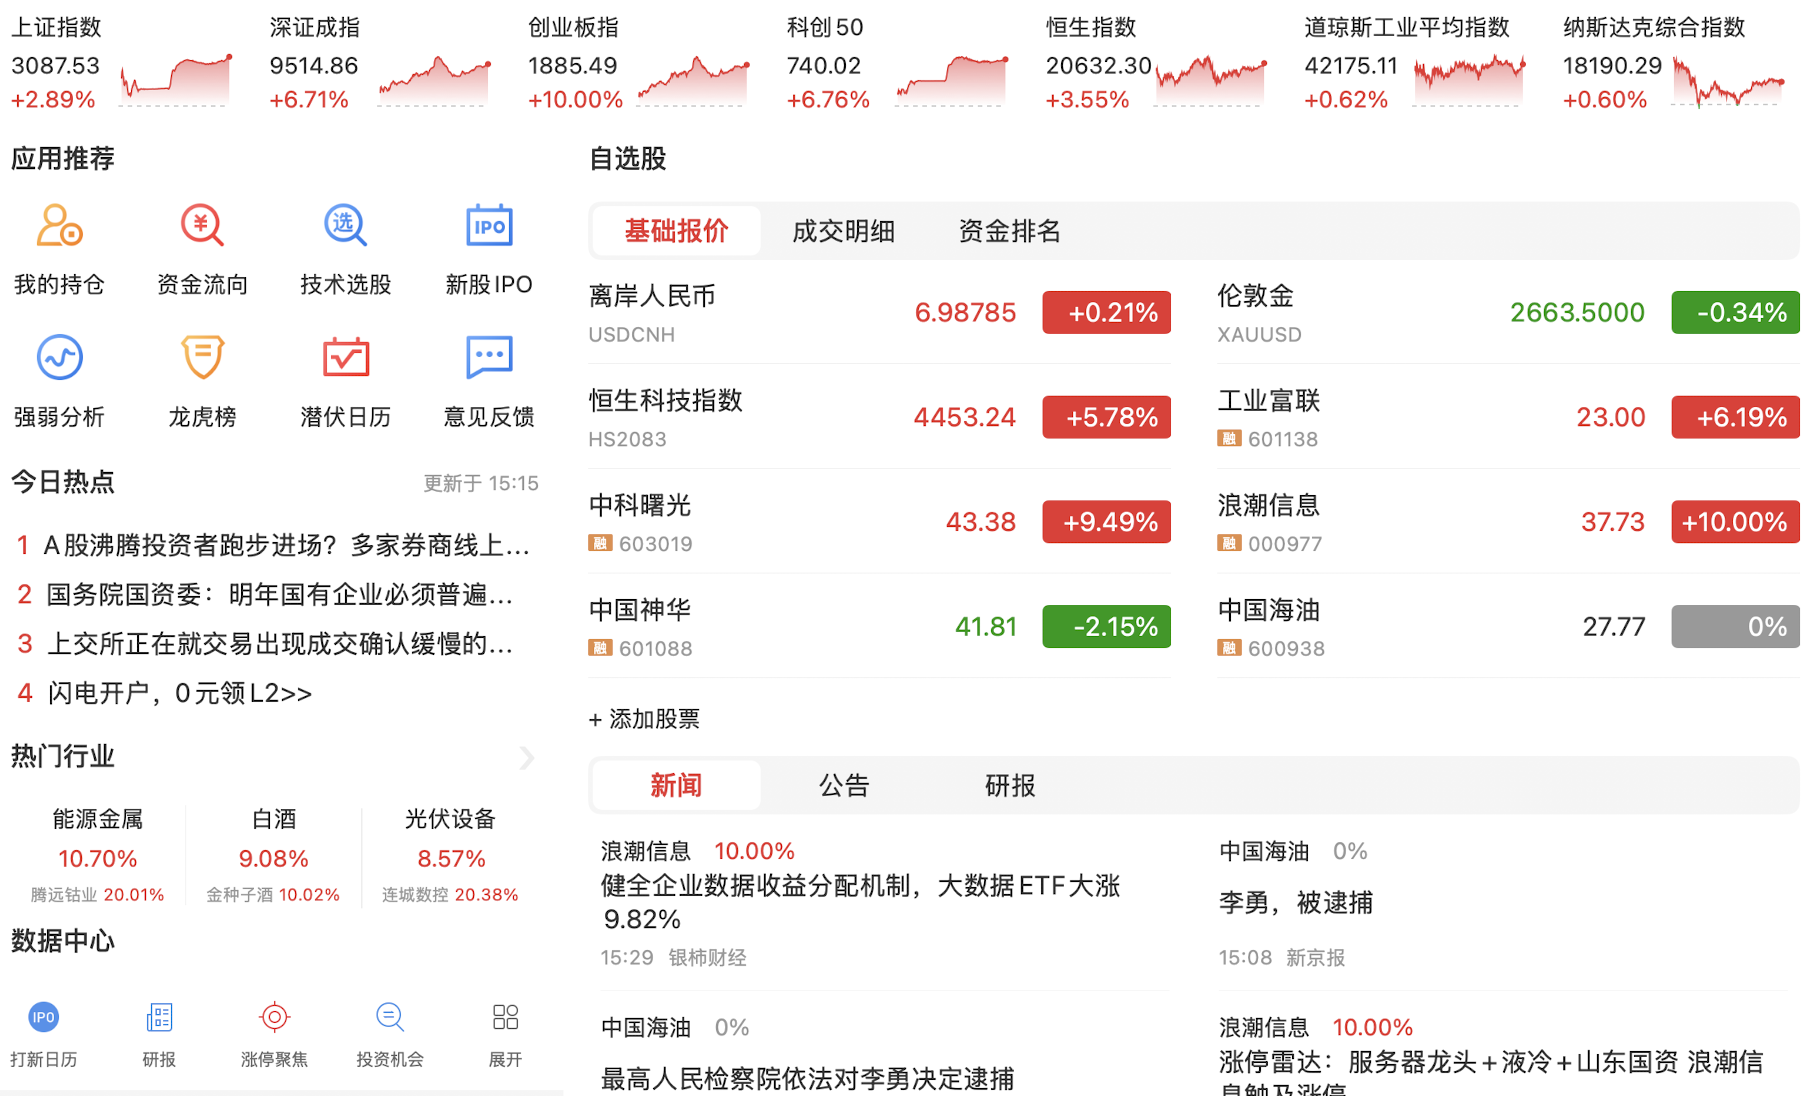 上证指数
3087.53
+2.89%
深证成指
9514.86
+6.71%
创业板指
1885.49
+10.00%
科创50
740.02
+6.76%
恒生指数
20632.30
+3.55%
道琼斯工业平均指数
42175.11
+0.62%
纳斯达克综合指数
18190.29
+0.60%
应用推荐
我的持仓
¥
资金流向
选
技术选股
IPO
新股IPO
强弱分析
龙虎榜
潜伏日历
意见反馈
今日热点 更新于 15:15
1 A股沸腾投资者跑步进场？多家券商线上...
2 国务院国资委：明年国有企业必须普遍...
3 上交所正在就交易出现成交确认缓慢的...
4 闪电开户，0元领L2>>
热门行业
能源金属
10.70%
腾远钴业 20.01%
白酒
9.08%
金种子酒 10.02%
光伏设备
8.57%
连城数控 20.38%
数据中心
IPO
打新日历
研报
涨停聚焦
投资机会
展开
自选股
基础报价 成交明细 资金排名
离岸人民币
USDCNH
6.98785 +0.21%
伦敦金
XAUUSD
2663.5000 -0.34%
恒生科技指数
HS2083
4453.24 +5.78%
工业富联
融 601138
23.00 +6.19%
中科曙光
融 603019
43.38 +9.49%
浪潮信息
融 000977
37.73 +10.00%
中国神华
融 601088
41.81 -2.15%
中国海油
融 600938
27.77 0%
+ 添加股票
新闻 公告 研报
浪潮信息 10.00%
健全企业数据收益分配机制，大数据ETF大涨
9.82%
15:29 银柿财经
中国海油 0%
李勇，被逮捕
15:08 新京报
中国海油 0%
最高人民检察院依法对李勇决定逮捕
浪潮信息 10.00%
涨停雷达：服务器龙头+液冷+山东国资 浪潮信
息触及涨停